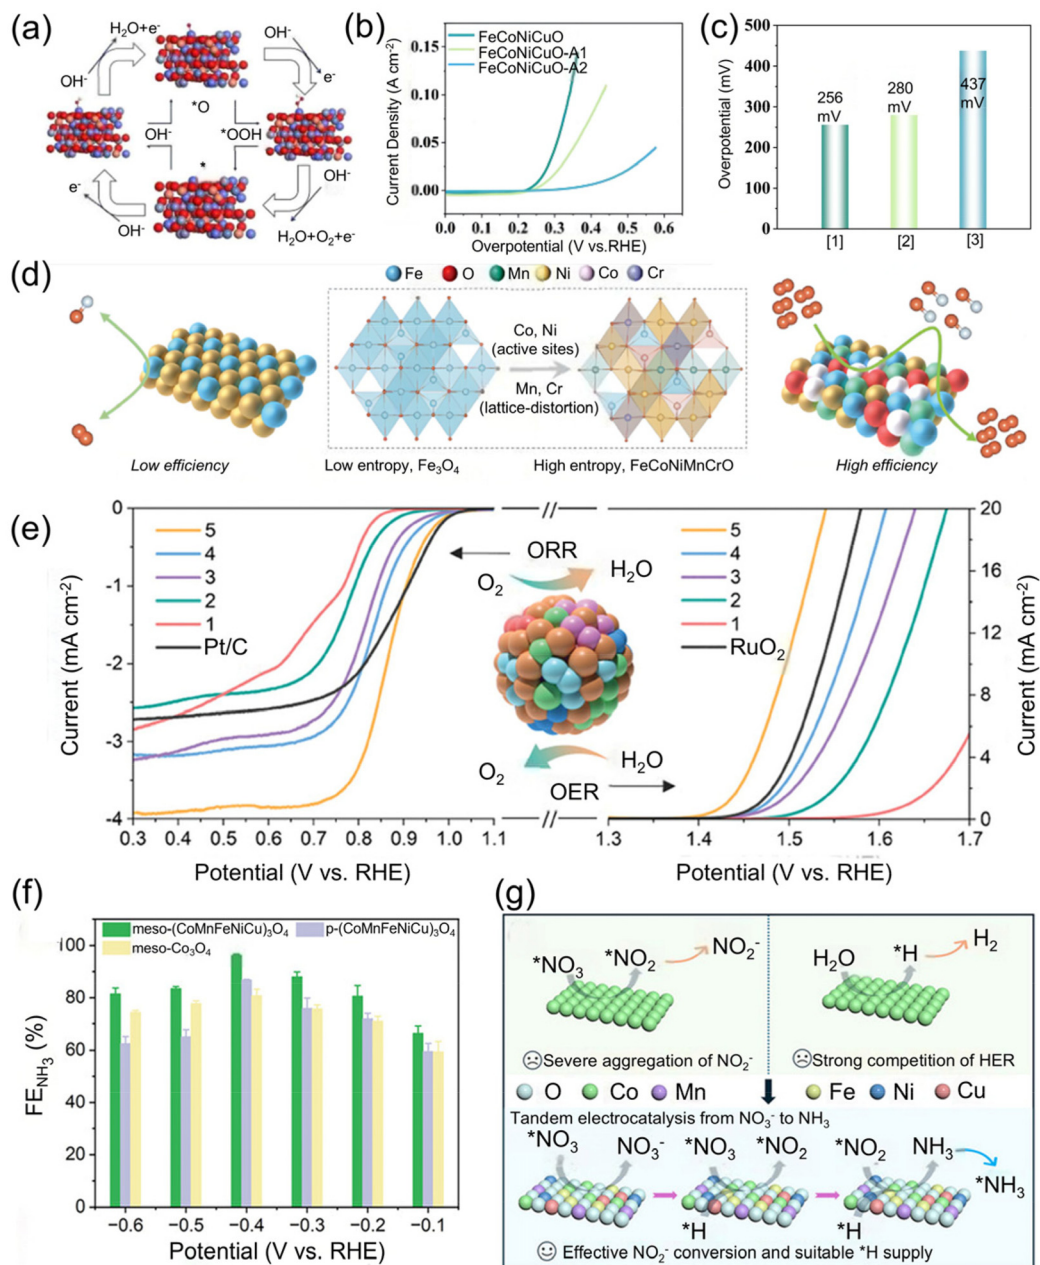 (a)
H₂O+e⁻
OH⁻
OH⁻
e⁻
*O
OH⁻
*OOH
OH⁻
*
OH⁻
e⁻
OH⁻
H₂O+O₂+e⁻
(b)
Current Density (A cm⁻²)
0.15
0.10
0.05
0.00
FeCoNiCuO
FeCoNiCuO-A1
FeCoNiCuO-A2
0.0 0.1 0.2 0.3 0.4 0.5 0.6
Overpotential (V vs.RHE)
(c)
Overpotential (mV)
500
400
300
200
100
0
256 mV
280 mV
437 mV
[1] [2] [3]
(d)
Fe O Mn Ni Co Cr
Co, Ni
(active sites)
Mn, Cr
(lattice-distortion)
Low efficiency
Low entropy, Fe₃O₄
High entropy, FeCoNiMnCrO
High efficiency
(e)
Current (mA cm⁻²)
0
-1
-2
-3
-4
5
4
3
2
1
Pt/C
0.3 0.4 0.5 0.6 0.7 0.8 0.9 1.0 1.1
Potential (V vs. RHE)
//
ORR
O₂
H₂O
O₂
H₂O
OER
//
5
4
3
2
1
RuO₂
20
16
12
8
4
0
Current (mA cm⁻²)
1.3 1.4 1.5 1.6 1.7
Potential (V vs. RHE)
(f)
FE_NH₃ (%)
100
80
60
40
20
0
meso-(CoMnFeNiCu)₃O₄
p-(CoMnFeNiCu)₃O₄
meso-Co₃O₄
−0.6 −0.5 −0.4 −0.3 −0.2 −0.1
Potential (V vs. RHE)
(g)
*NO₃
*NO₂
NO₂⁻
Severe aggregation of NO₂⁻
H₂O
*H
H₂
Strong competition of HER
O Co Mn Fe Ni Cu
Tandem electrocatalysis from NO₃⁻ to NH₃
*NO₃
NO₃⁻
*NO₃
*NO₂
*NO₂
NH₃
*NH₃
*H
*H
Effective NO₂⁻ conversion and suitable *H supply